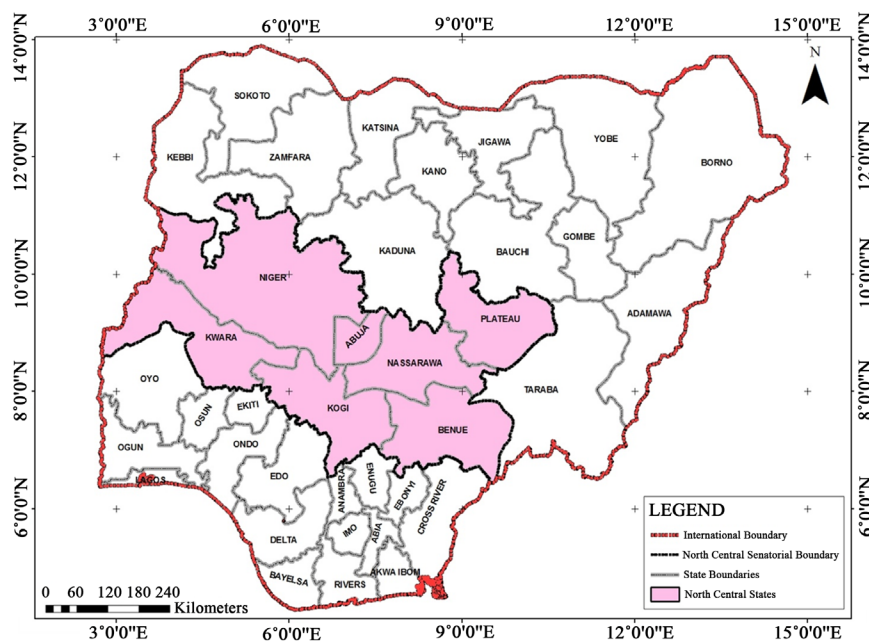 3°0'0"E 6°0'0"E 9°0'0"E 12°0'0"E 15°0'0"E
14°0'0"N 14°0'0"N
N
SOKOTO
KATSINA
JIGAWA
YOBE
KEBBI
ZAMFARA
KANO
BORNO
12°0'0"N 12°0'0"N
KADUNA
BAUCHI
GOMBE
NIGER
10°0'0"N 10°0'0"N
ADAMAWA
PLATEAU
KWARA
ABUJA
NASSARAWA
OYO
TARABA
8°0'0"N 8°0'0"N
OSUN
EKITI
KOGI
BENUE
OGUN
ONDO
LAGOS
EDO
ANAMBRA
ENUGU
EBONYI
CROSS RIVER
6°0'0"N 6°0'0"N
DELTA
IMO
ABIA
BAYELSA
RIVERS
AKWA IBOM
LEGEND
International Boundary
North Central Senatorial Boundary
State Boundaries
North Central States
0 60 120 180 240
Kilometers
3°0'0"E 6°0'0"E 9°0'0"E 12°0'0"E 15°0'0"E